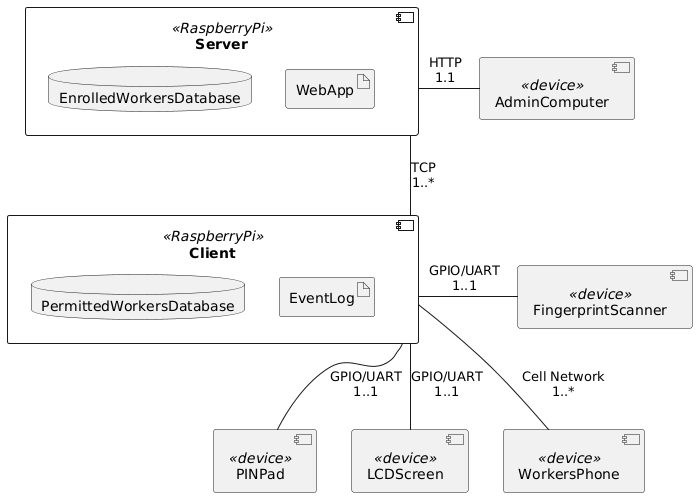 «RaspberryPi»
Server
EnrolledWorkersDatabase
WebApp
HTTP
1.1
«device»
AdminComputer
TCP
1..*
«RaspberryPi»
Client
PermittedWorkersDatabase
EventLog
GPIO/UART
1..1
«device»
FingerprintScanner
GPIO/UART
1..1
GPIO/UART
1..1
Cell Network
1..*
«device»
PINPad
«device»
LCDScreen
«device»
WorkersPhone